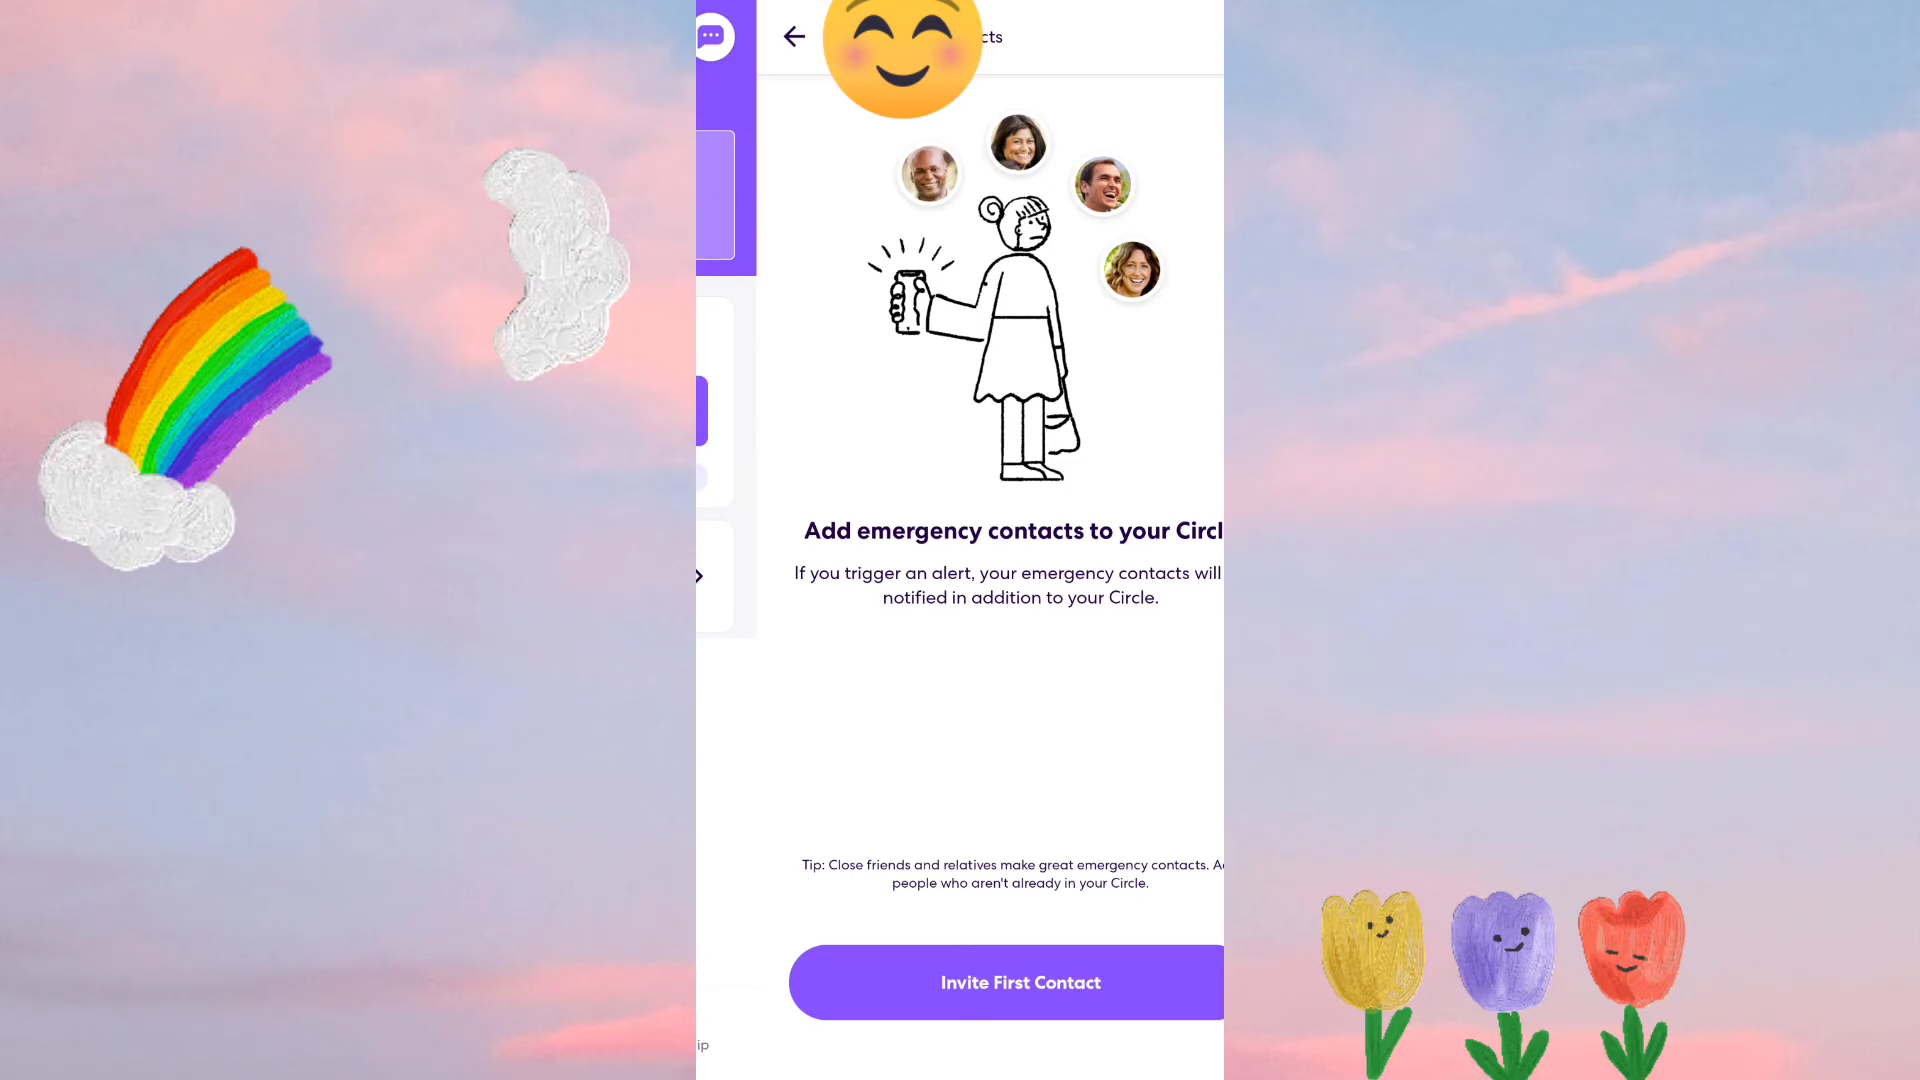 cts
Add emergency contacts to your Circl
If you trigger an alert, your emergency contacts will
notified in addition to your Circle.
Tip: Close friends and relatives make great emergency contacts. A
people who aren't already in your Circle.
Invite First Contact
ip